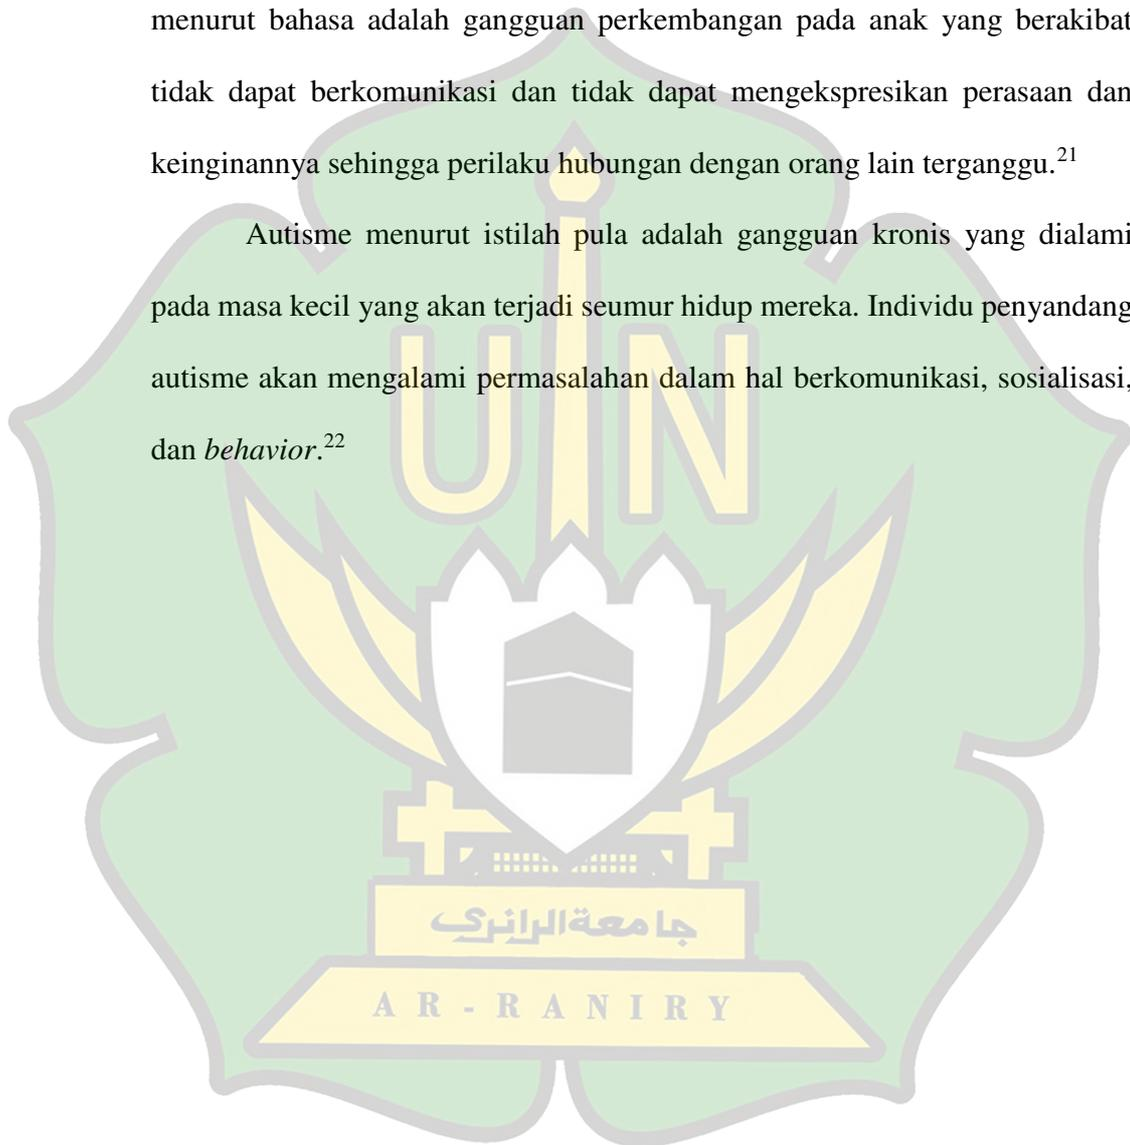 menurut bahasa adalah gangguan perkembangan pada anak yang berakibat
tidak dapat berkomunikasi dan tidak dapat mengekspresikan perasaan dan
keinginannya sehingga perilaku hubungan dengan orang lain terganggu.21
Autisme menurut istilah pula adalah gangguan kronis yang dialami
pada masa kecil yang akan terjadi seumur hidup mereka. Individu penyandang
autisme akan mengalami permasalahan dalam hal berkomunikasi, sosialisasi,
dan behavior.22
UIN
جامعةالرانري
AR-RANIRY